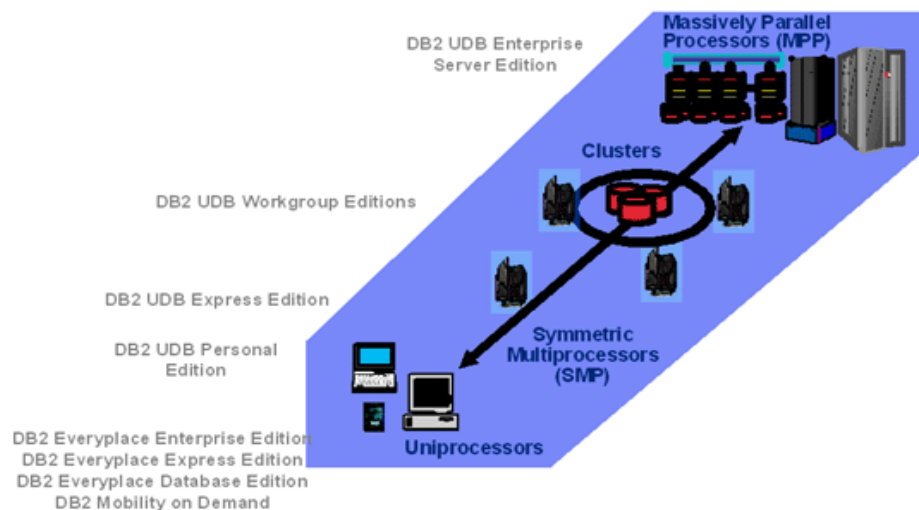 Massively Parallel
Processors (MPP)
DB2 UDB Enterprise
Server Edition
Clusters
DB2 UDB Workgroup Editions
DB2 UDB Express Edition
Symmetric
Multiprocessors
(SMP)
DB2 UDB Personal
Edition
Uniprocessors
DB2 Everyplace Enterprise Edition
DB2 Everyplace Express Edition
DB2 Everyplace Database Edition
DB2 Mobility on Demand